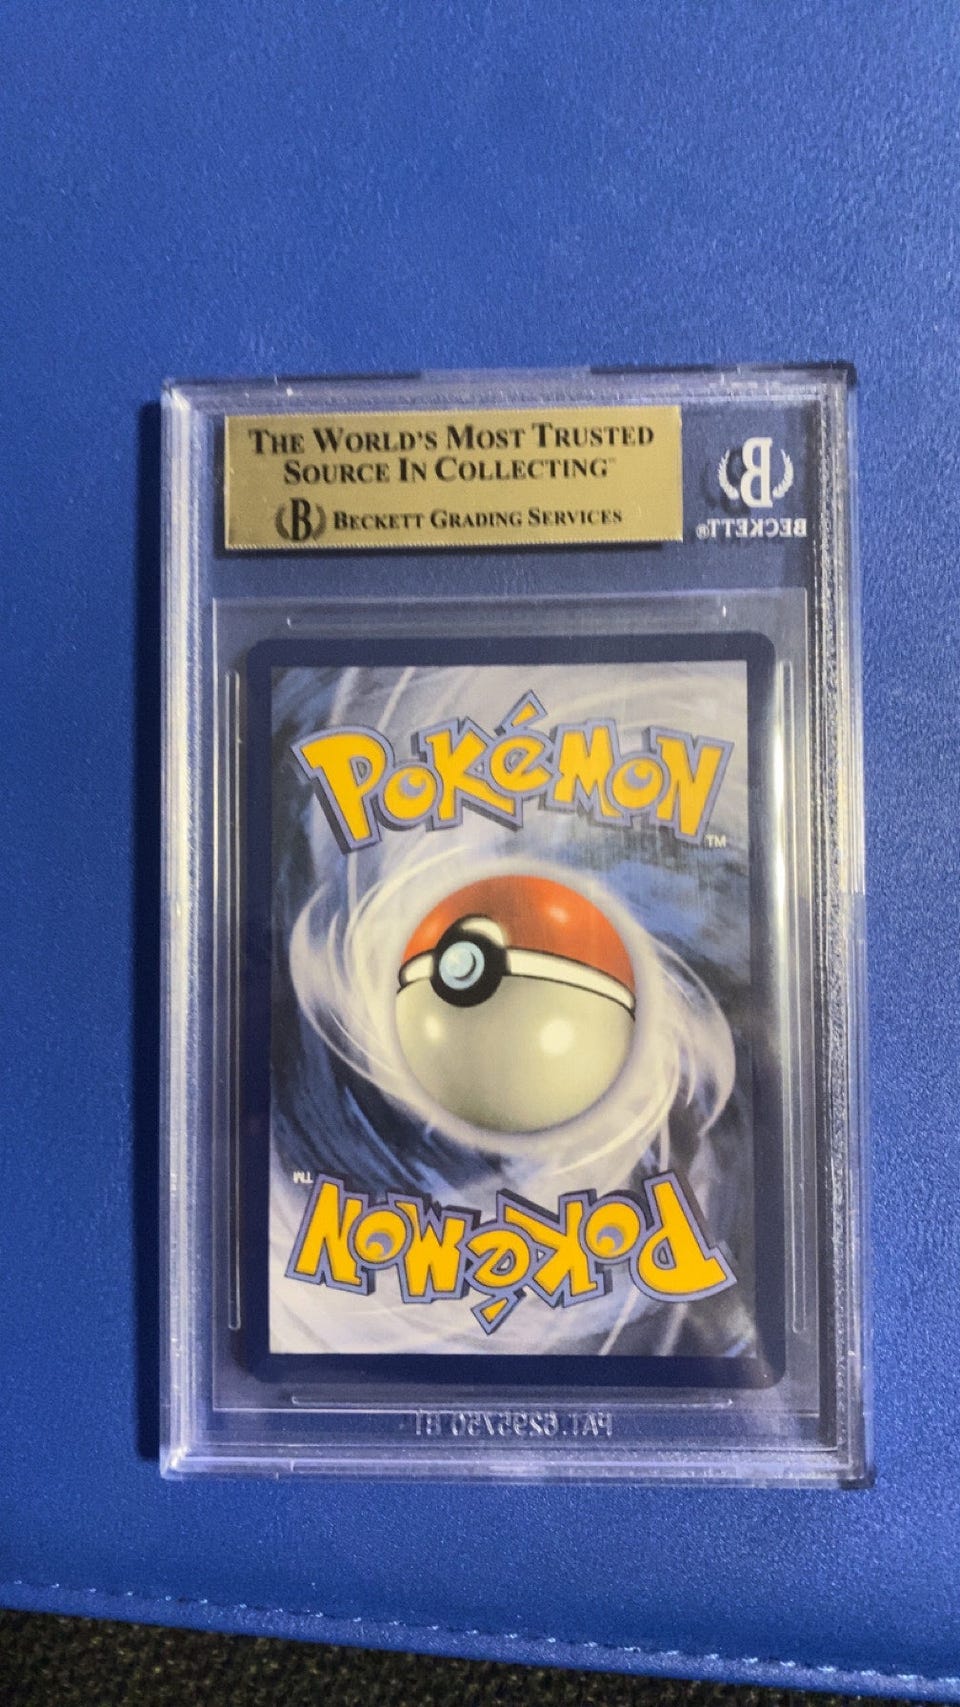 THE WORLD'S MOST TRUSTED
SOURCE IN COLLECTING™
B BECKETT GRADING SERVICES
B
BECKETT®
POKéMON
TM
TM
POKéMON